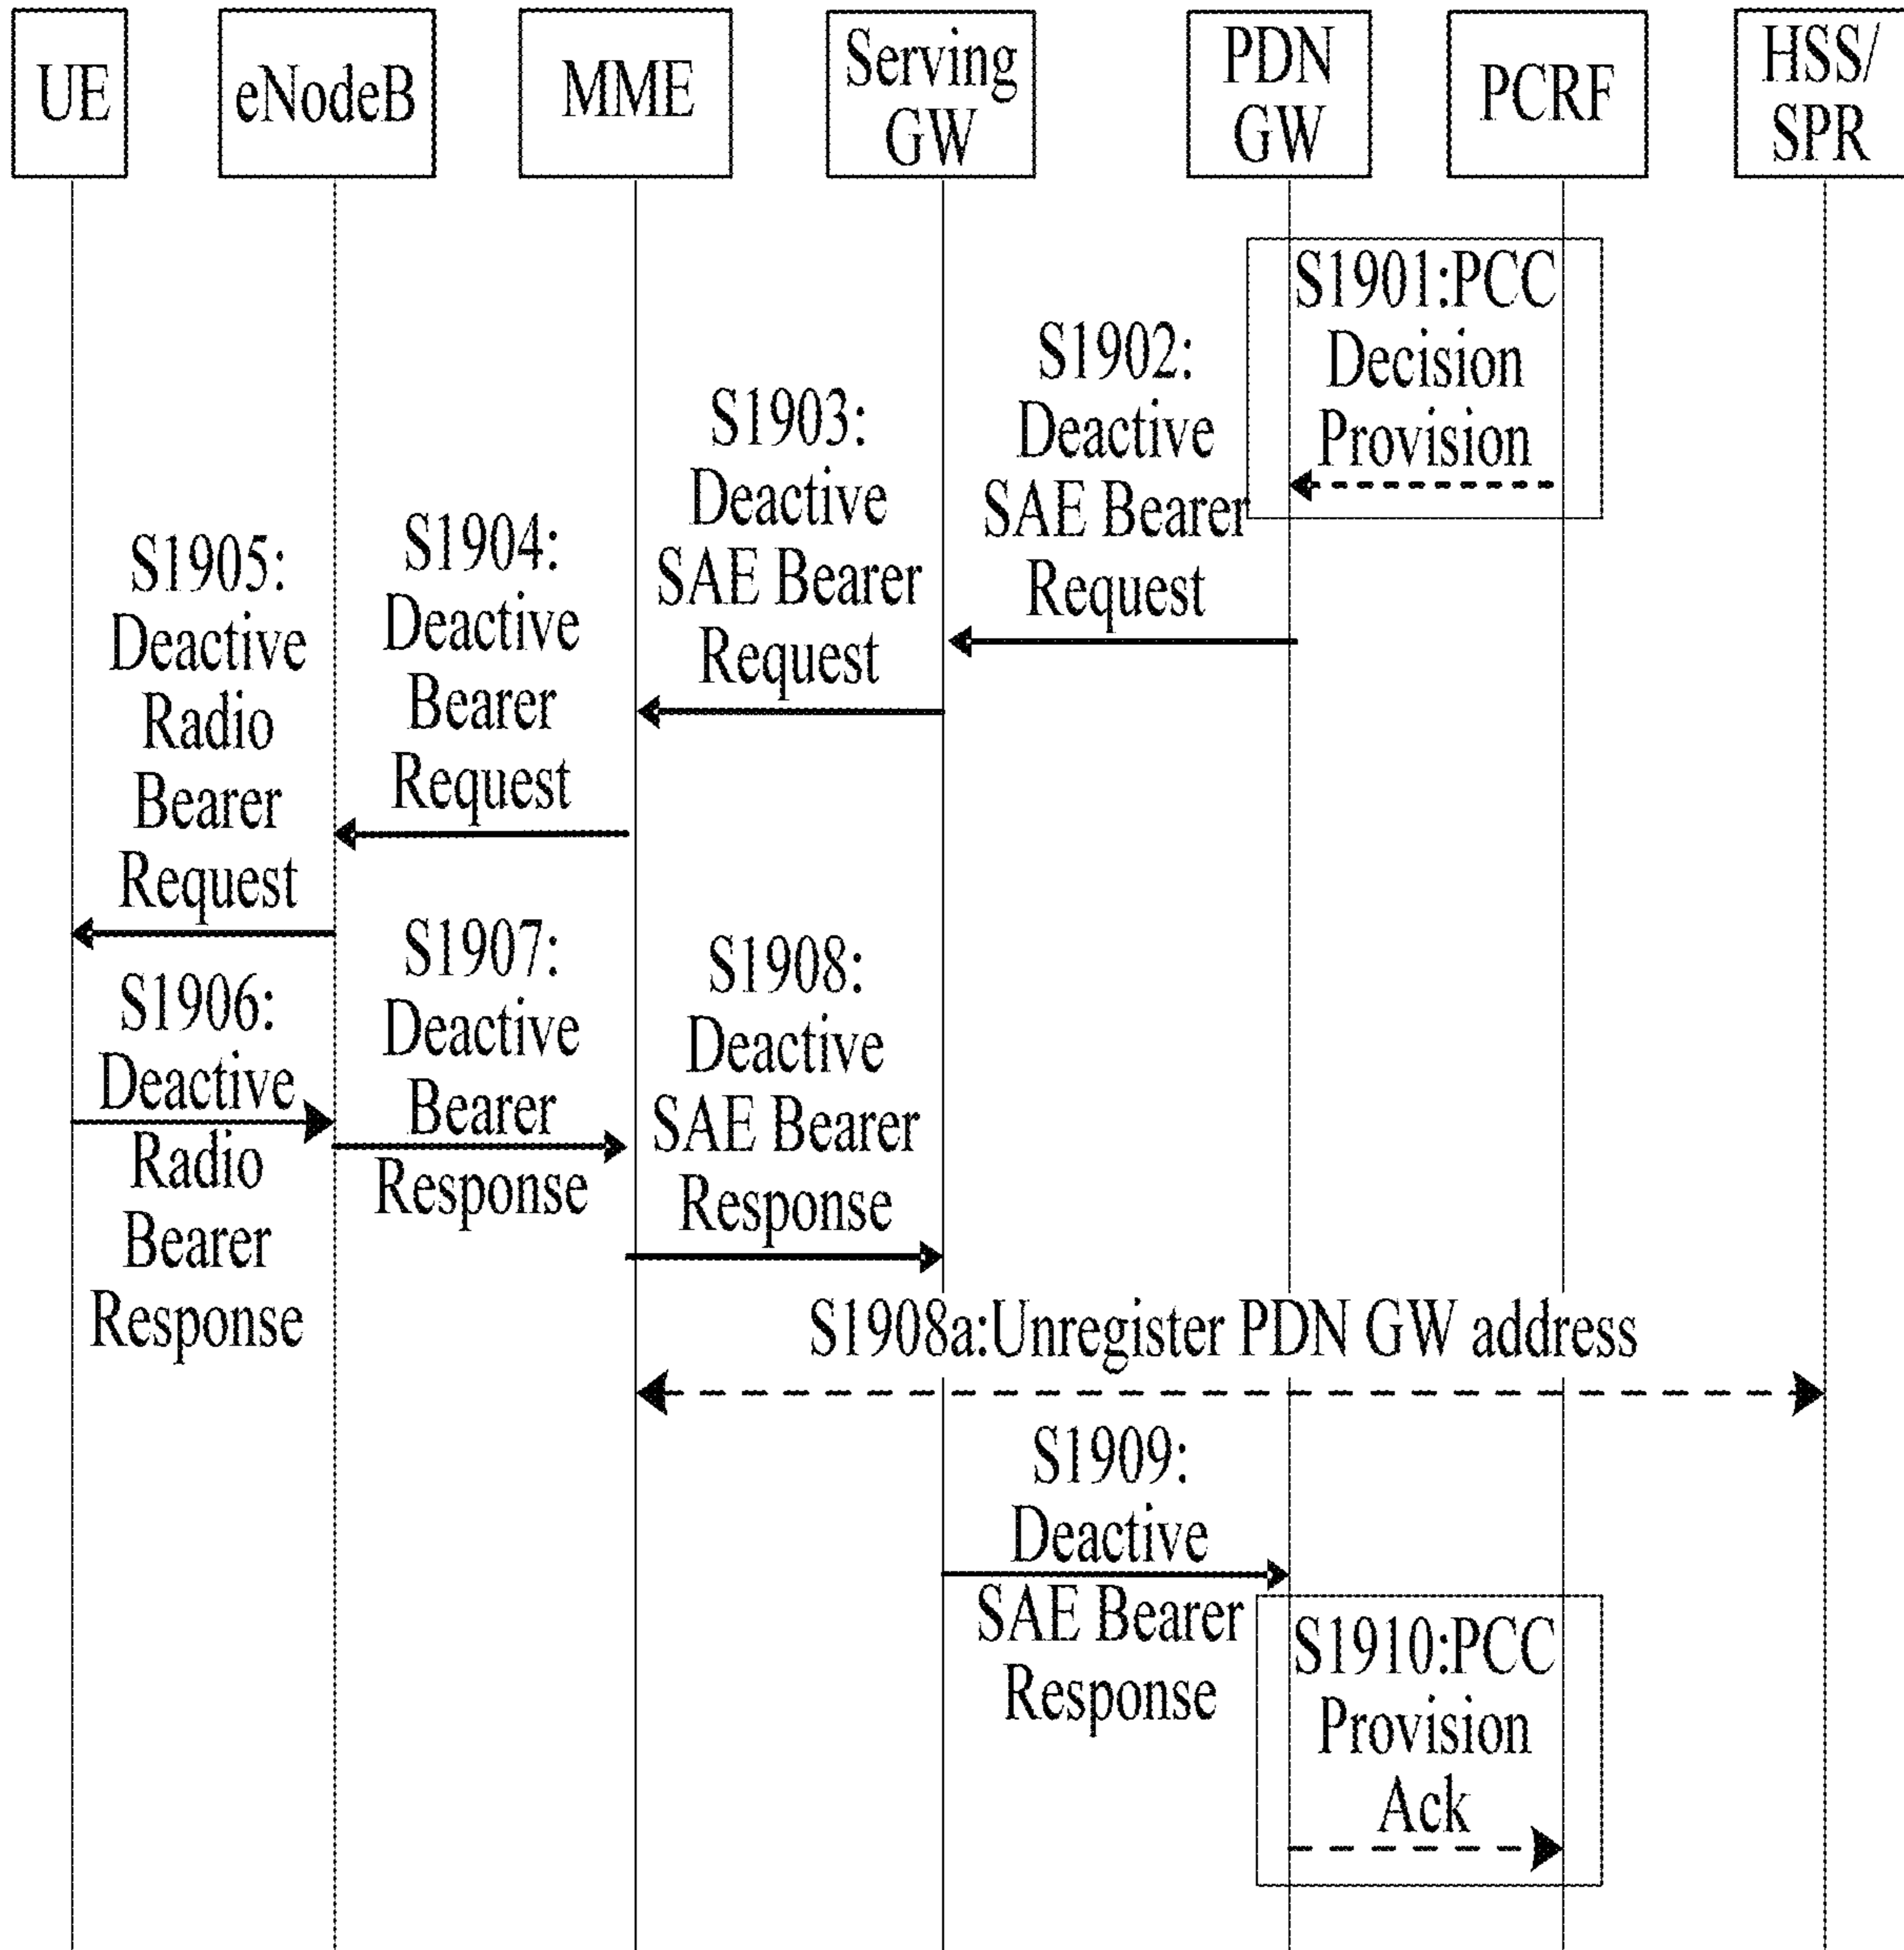 UE
eNodeB
MME
Serving
GW
PDN
GW
PCRF
HSS/
SPR
S1901:PCC
Decision
Provision
S1902:
Deactive
SAE Bearer
Request
S1903:
Deactive
SAE Bearer
Request
S1904:
Deactive
Bearer
Request
S1905:
Deactive
Radio
Bearer
Request
S1906:
Deactive
Radio
Bearer
Response
S1907:
Deactive
Bearer
Response
S1908:
Deactive
SAE Bearer
Response
S1908a:Unregister PDN GW address
S1909:
Deactive
SAE Bearer
Response
S1910:PCC
Provision
Ack